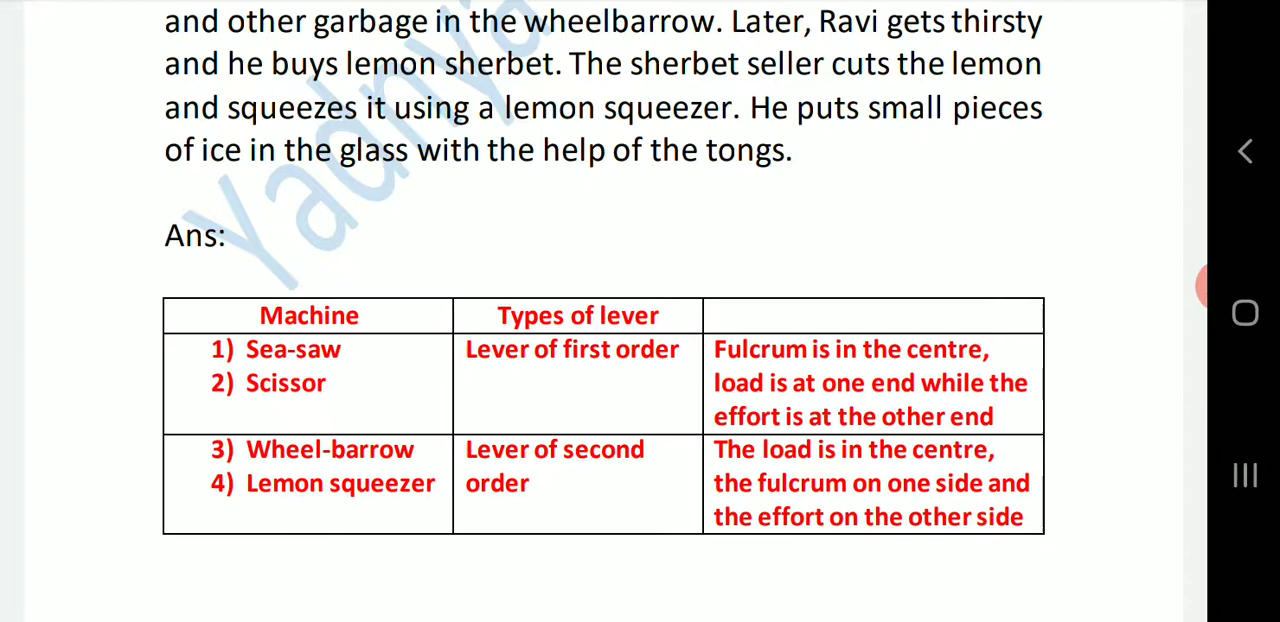 and other garbage in the wheelbarrow. Later, Ravi gets thirsty
and he buys lemon sherbet. The sherbet seller cuts the lemon
and squeezes it using a lemon squeezer. He puts small pieces
of ice in the glass with the help of the tongs.
Yadnya
Ans:
Machine Types of lever
1) Sea-saw Lever of first order Fulcrum is in the centre,
2) Scissor load is at one end while the
effort is at the other end
3) Wheel-barrow Lever of second The load is in the centre,
4) Lemon squeezer order the fulcrum on one side and
the effort on the other side